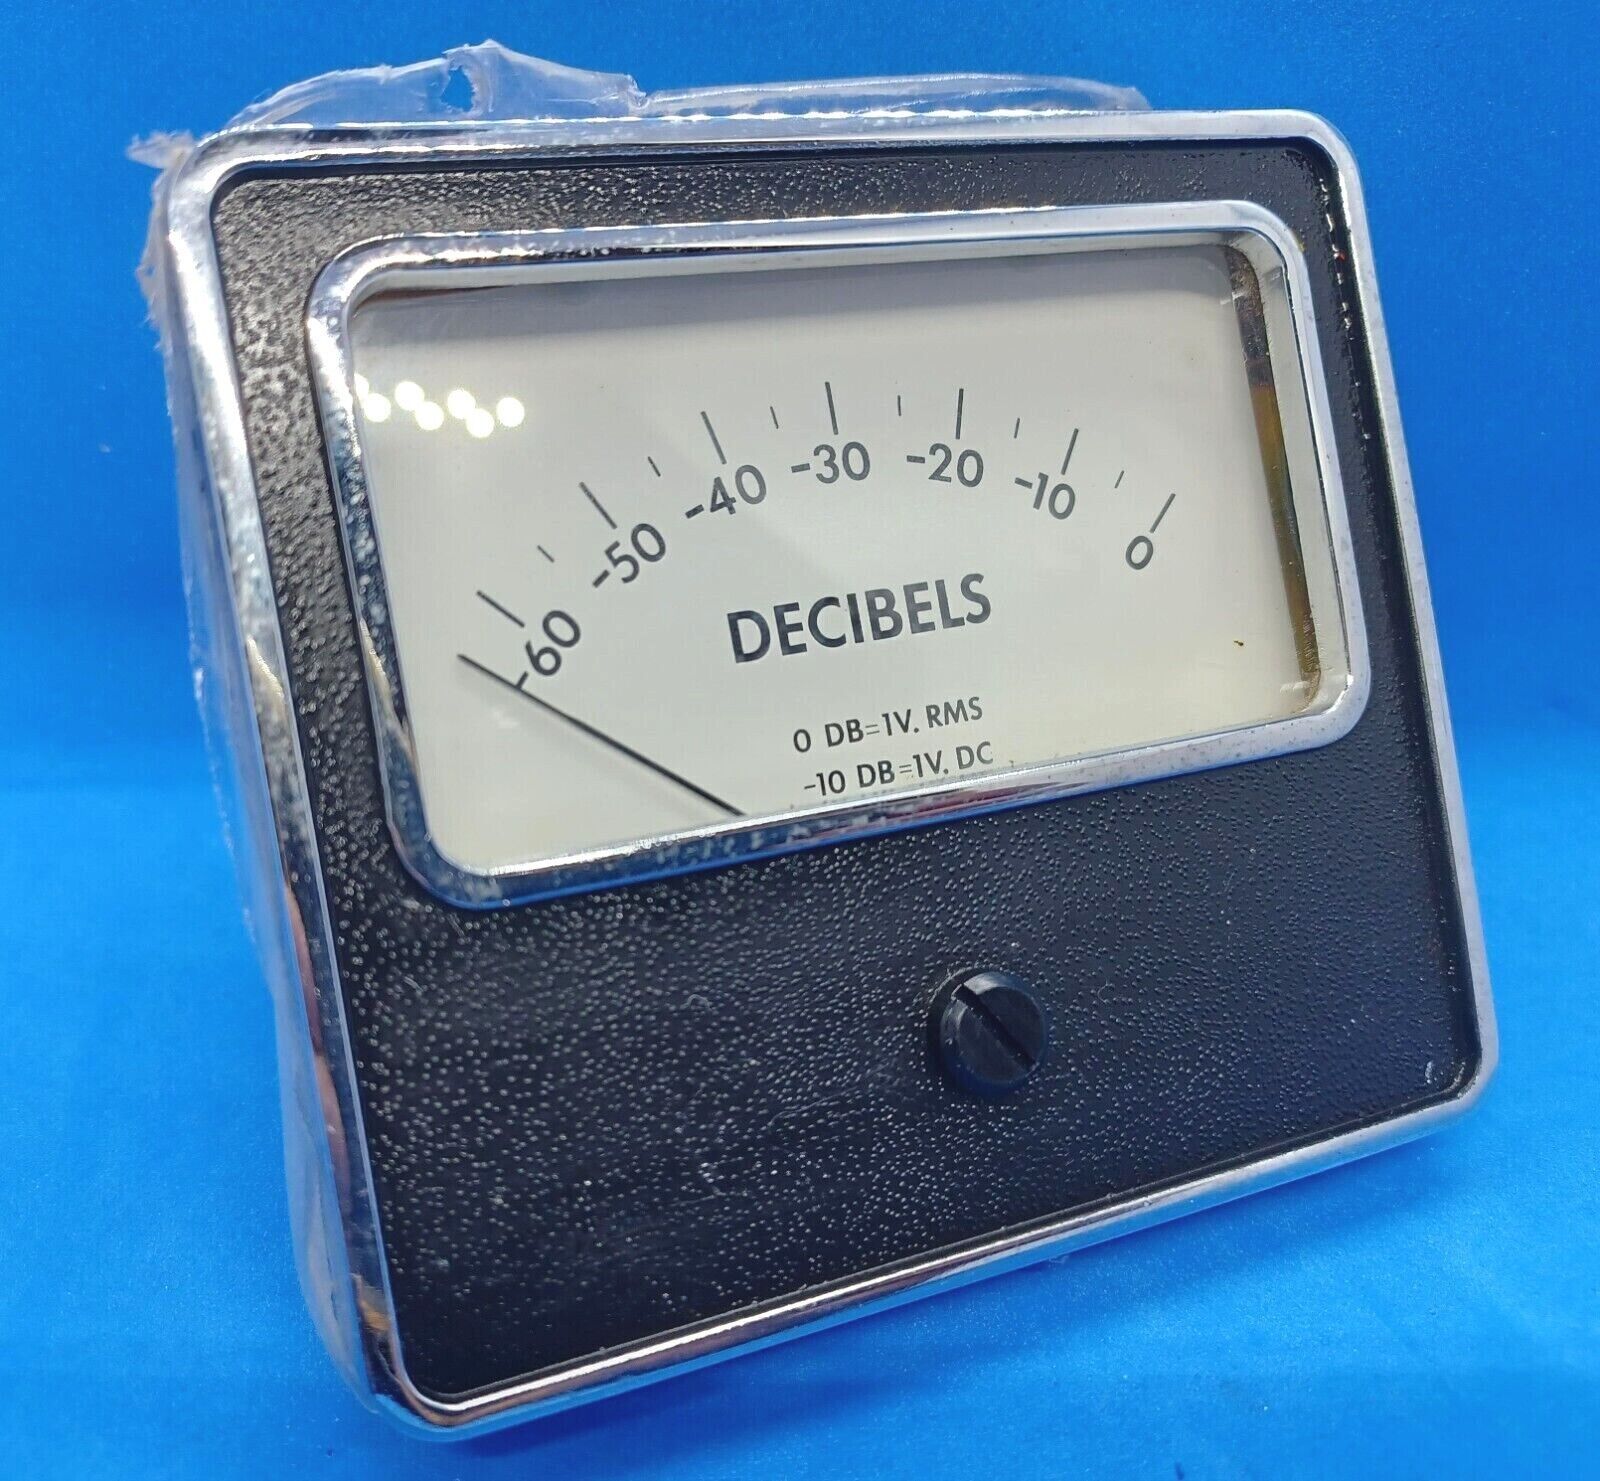 -60 -50 -40 -30 -20 -10 0
DECIBELS
0 DB=1V. RMS
-10 DB=1V. DC